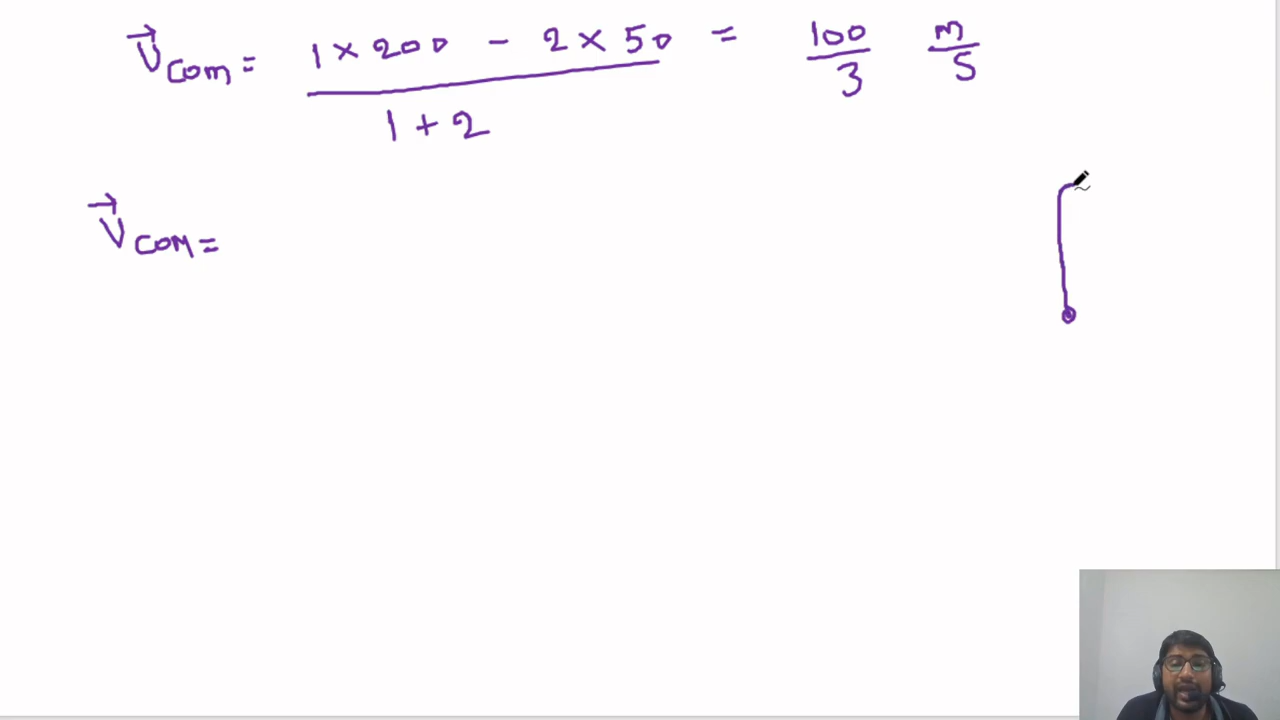 V⃗com = (1 × 200 - 2 × 50) / (1 + 2) = 100/3 m/s
V⃗com =